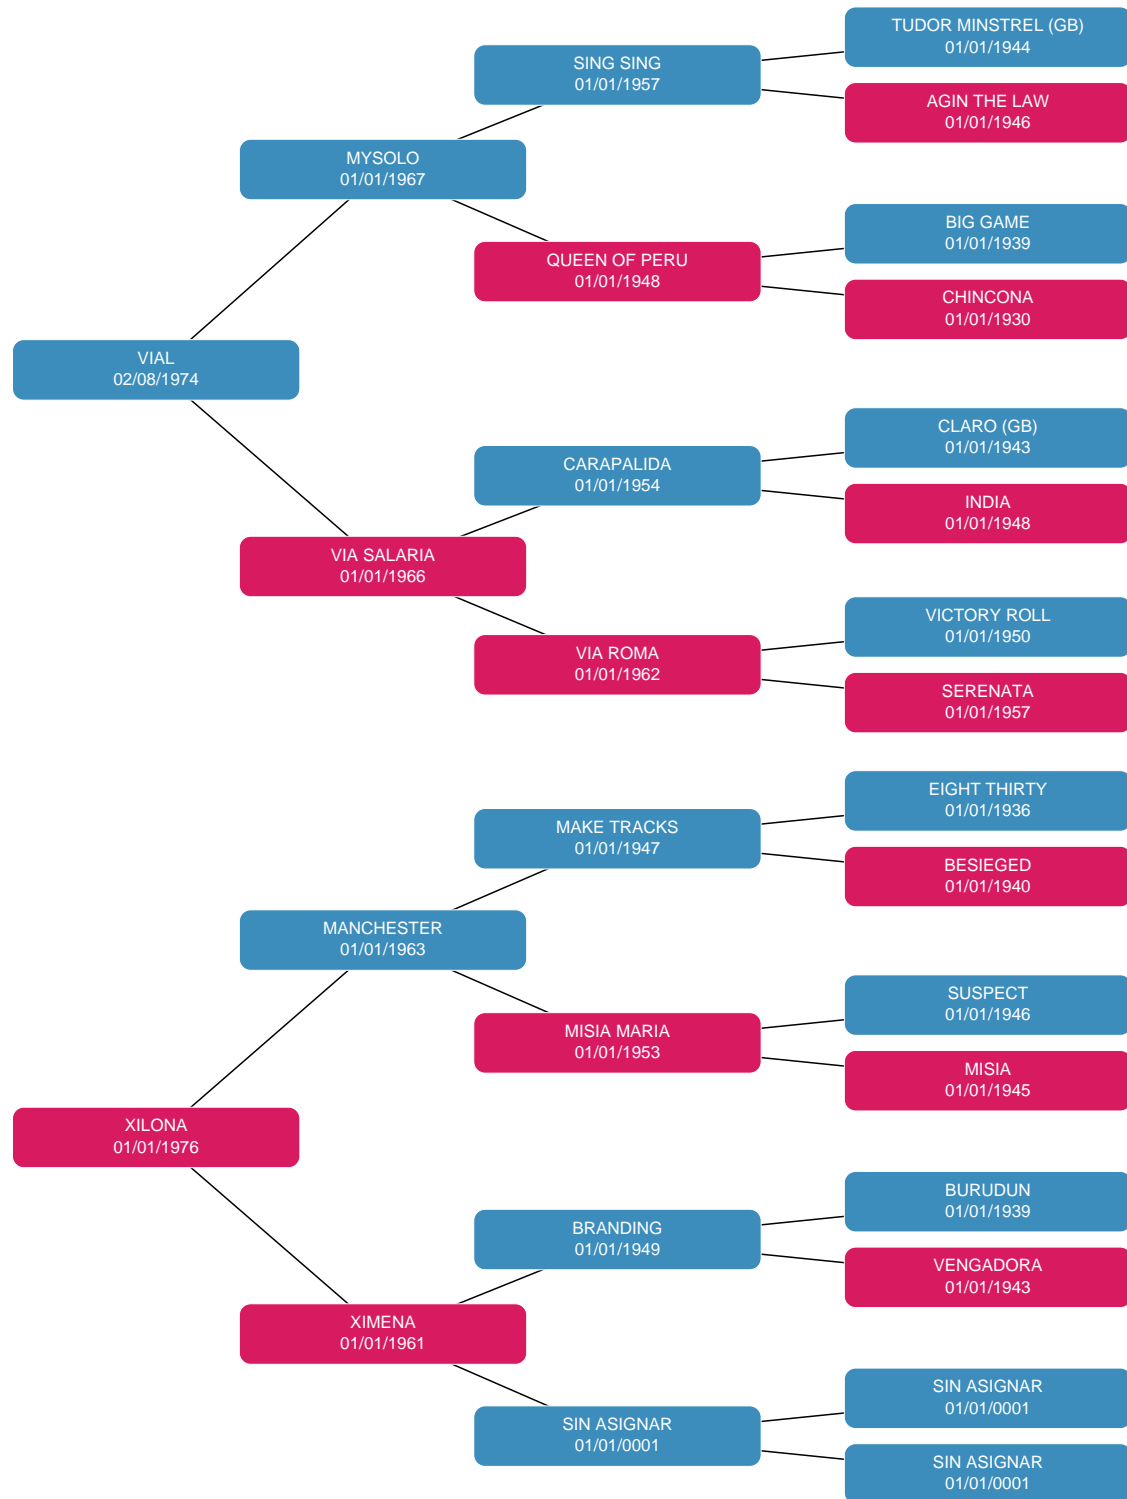 TUDOR MINSTREL (GB)
01/01/1944
SING SING
01/01/1957
AGIN THE LAW
01/01/1946
MYSOLO
01/01/1967
BIG GAME
01/01/1939
QUEEN OF PERU
01/01/1948
CHINCONA
01/01/1930
VIAL
02/08/1974
CLARO (GB)
01/01/1943
CARAPALIDA
01/01/1954
INDIA
01/01/1948
VIA SALARIA
01/01/1966
VICTORY ROLL
01/01/1950
VIA ROMA
01/01/1962
SERENATA
01/01/1957
EIGHT THIRTY
01/01/1936
MAKE TRACKS
01/01/1947
BESIEGED
01/01/1940
MANCHESTER
01/01/1963
SUSPECT
01/01/1946
MISIA MARIA
01/01/1953
MISIA
01/01/1945
XILONA
01/01/1976
BURUDUN
01/01/1939
BRANDING
01/01/1949
VENGADORA
01/01/1943
XIMENA
01/01/1961
SIN ASIGNAR
01/01/0001
SIN ASIGNAR
01/01/0001
SIN ASIGNAR
01/01/0001